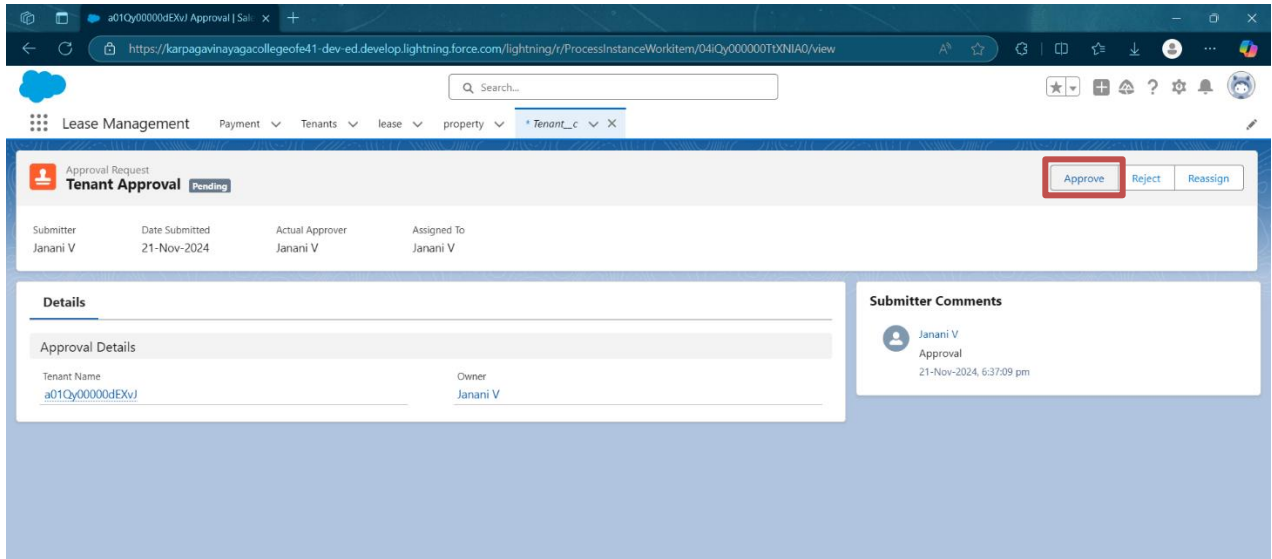 a01Qy00000dEXvJ Approval | Sale
https://karpagavinayagacollegeofe41-dev-ed.develop.lightning.force.com/lightning/r/ProcessInstanceWorkitem/04iQy000000TtXNIA0/view
Search...
Lease Management Payment Tenants lease property * Tenant__c
Approval Request
Tenant Approval Pending
Approve Reject Reassign
Submitter Date Submitted Actual Approver Assigned To
Janani V 21-Nov-2024 Janani V Janani V
Details
Approval Details
Tenant Name Owner
a01Qy00000dEXvJ Janani V
Submitter Comments
Janani V
Approval
21-Nov-2024, 6:37:09 pm